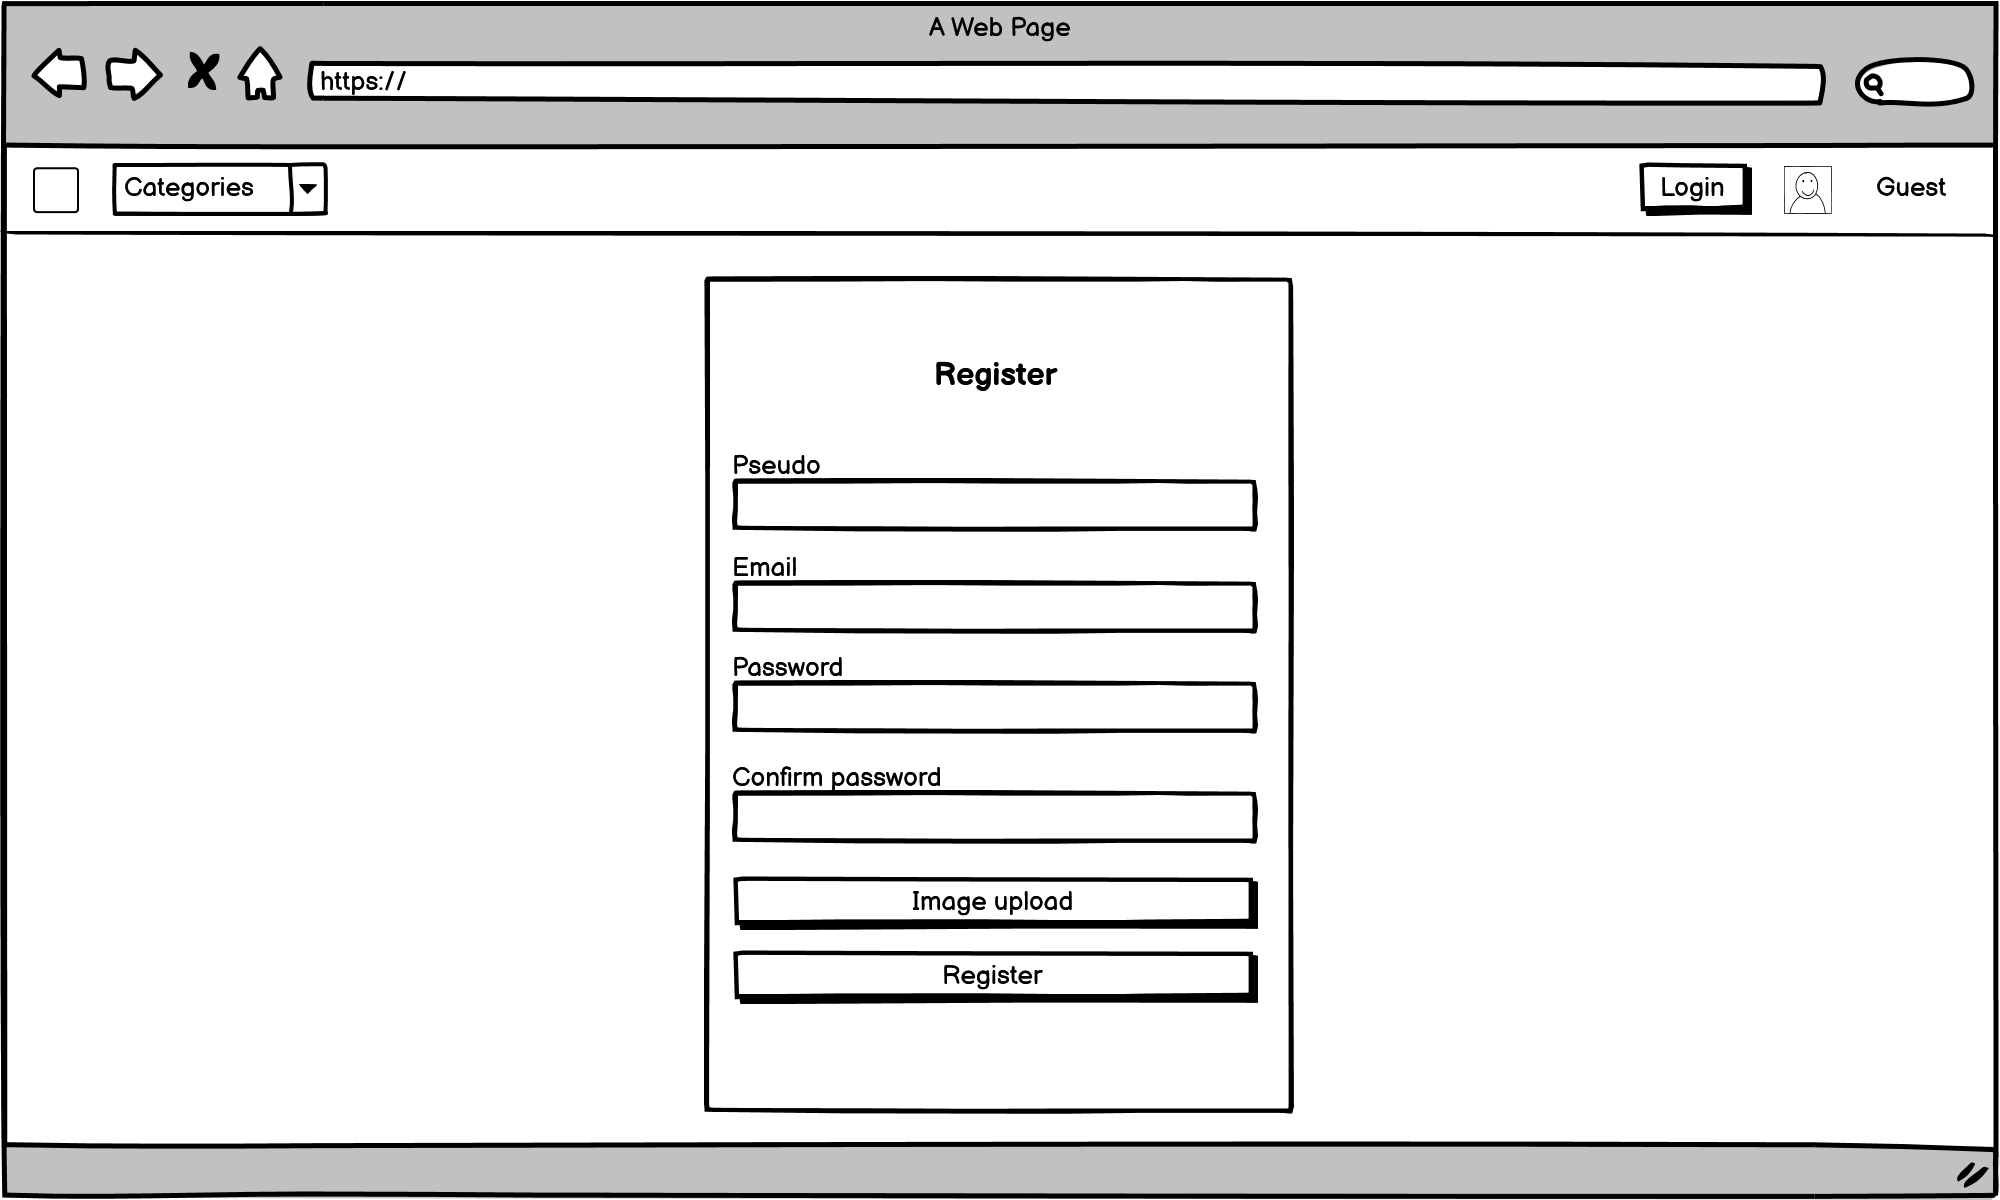 A Web Page
https://
Categories
Login
Guest
Register
Pseudo
Email
Password
Confirm password
Image upload
Register